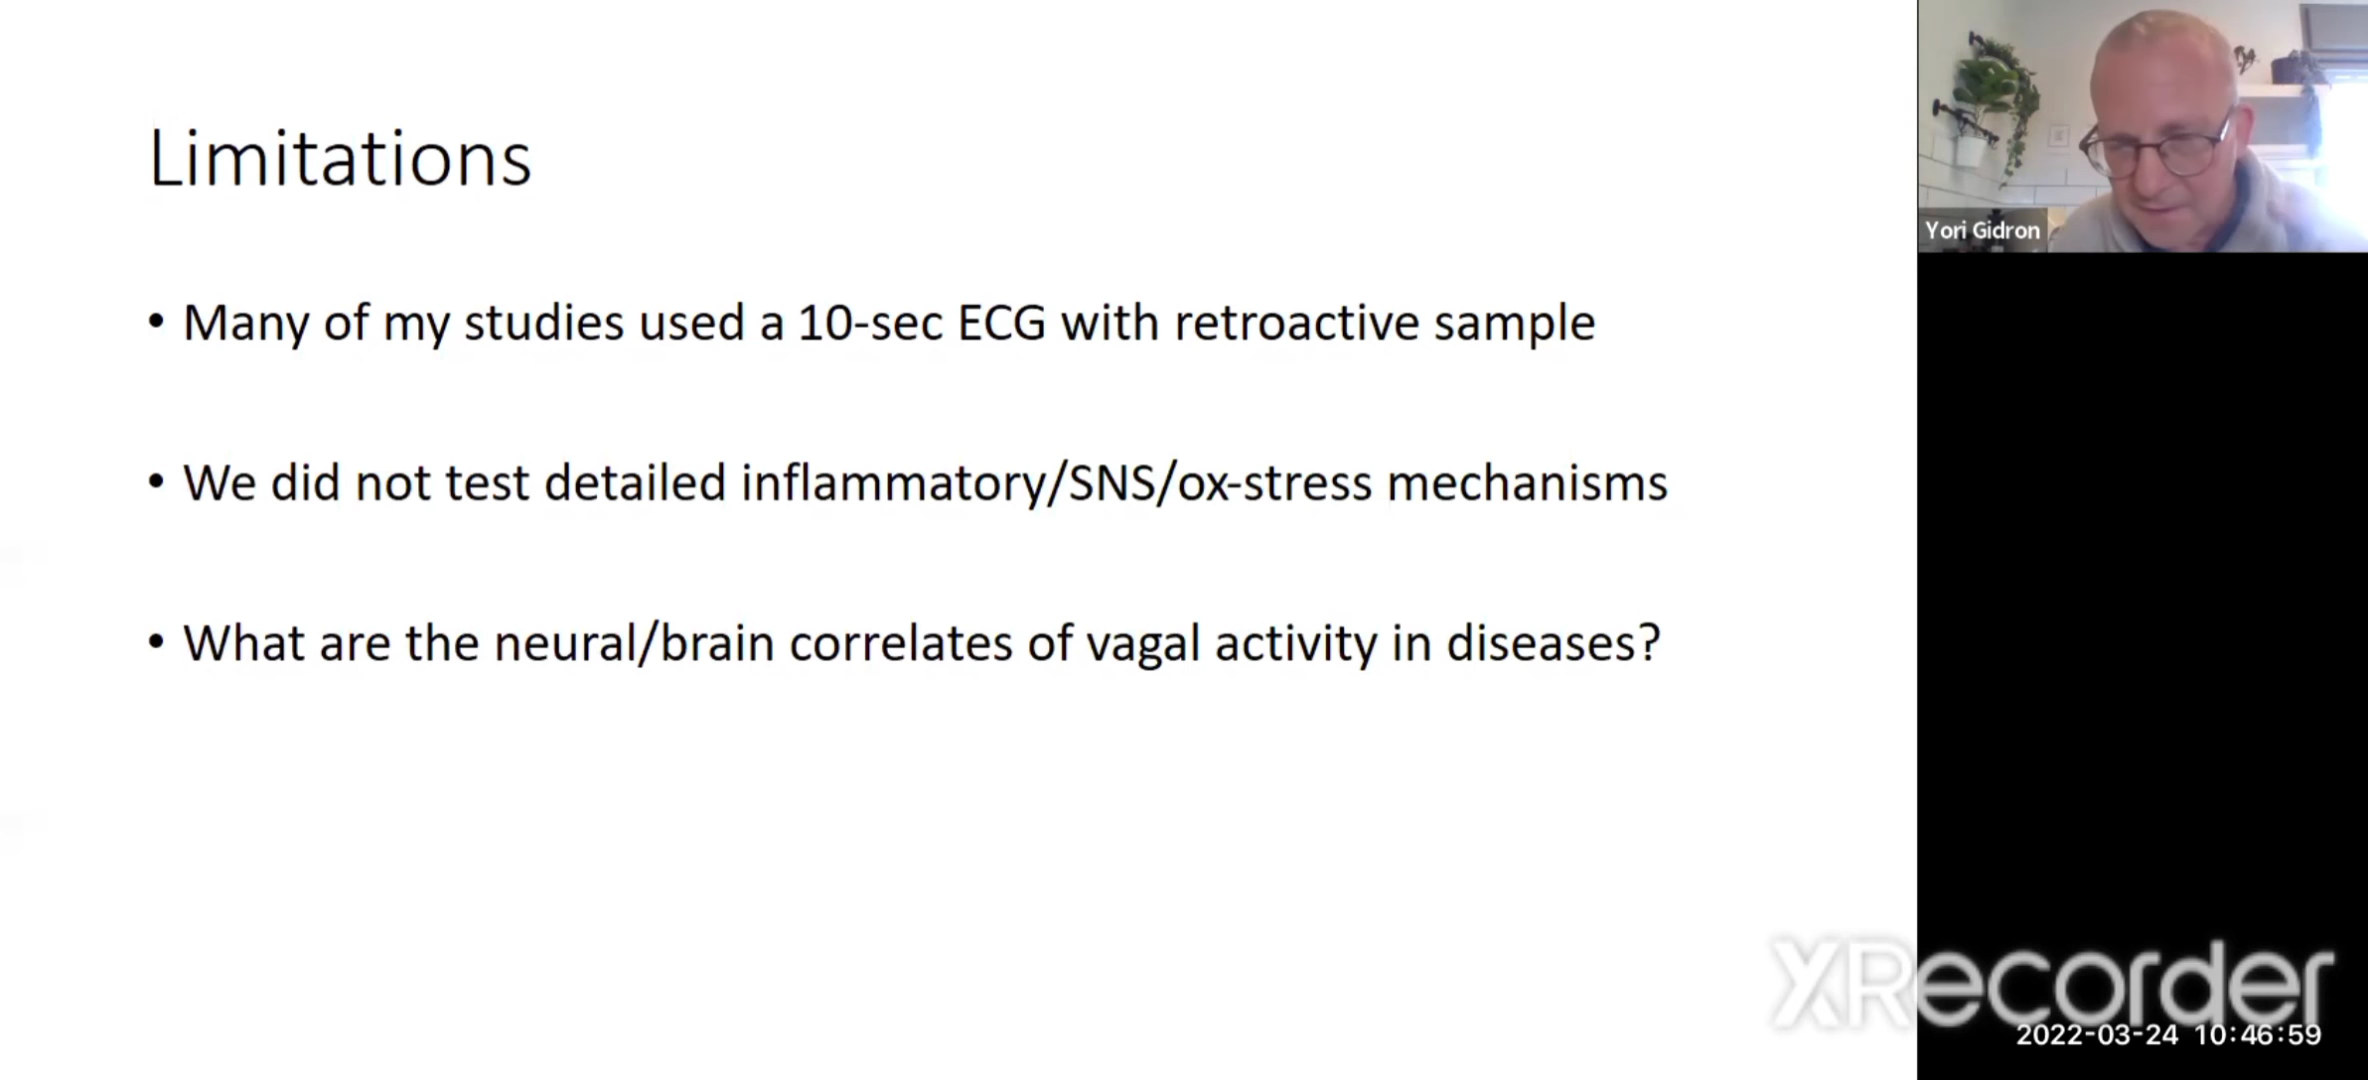 Limitations
• Many of my studies used a 10-sec ECG with retroactive sample
• We did not test detailed inflammatory/SNS/ox-stress mechanisms
• What are the neural/brain correlates of vagal activity in diseases?
Yori Gidron
XRecorder
2022-03-24 10:46:59